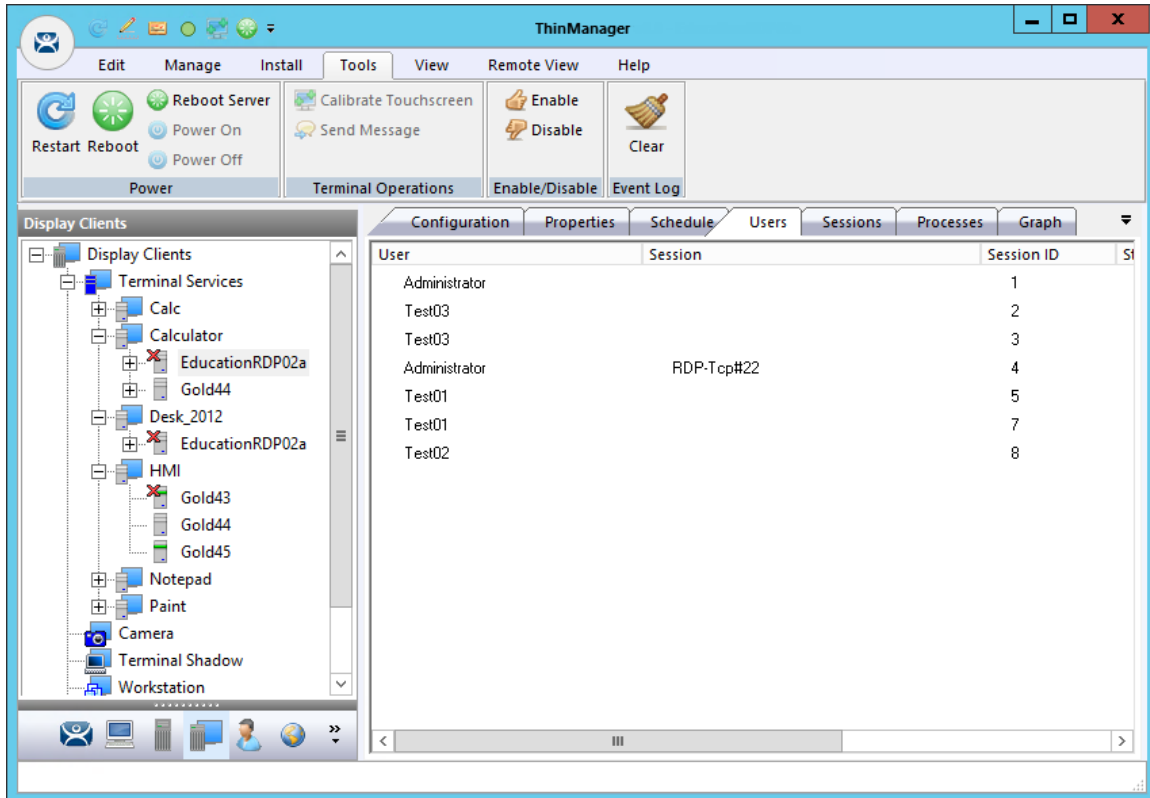 ThinManager
Edit Manage Install Tools View Remote View Help
Restart
Reboot
Reboot Server
Power On
Power Off
Power
Calibrate Touchscreen
Send Message
Terminal Operations
Enable
Disable
Enable/Disable
Clear
Event Log
Display Clients
Display Clients
Terminal Services
Calc
Calculator
EducationRDP02a
Gold44
Desk_2012
EducationRDP02a
HMI
Gold43
Gold44
Gold45
Notepad
Paint
Camera
Terminal Shadow
Workstation
Configuration Properties Schedule Users Sessions Processes Graph
User Session Session ID St
Administrator 1
Test03 2
Test03 3
Administrator RDP-Tcp#22 4
Test01 5
Test01 7
Test02 8